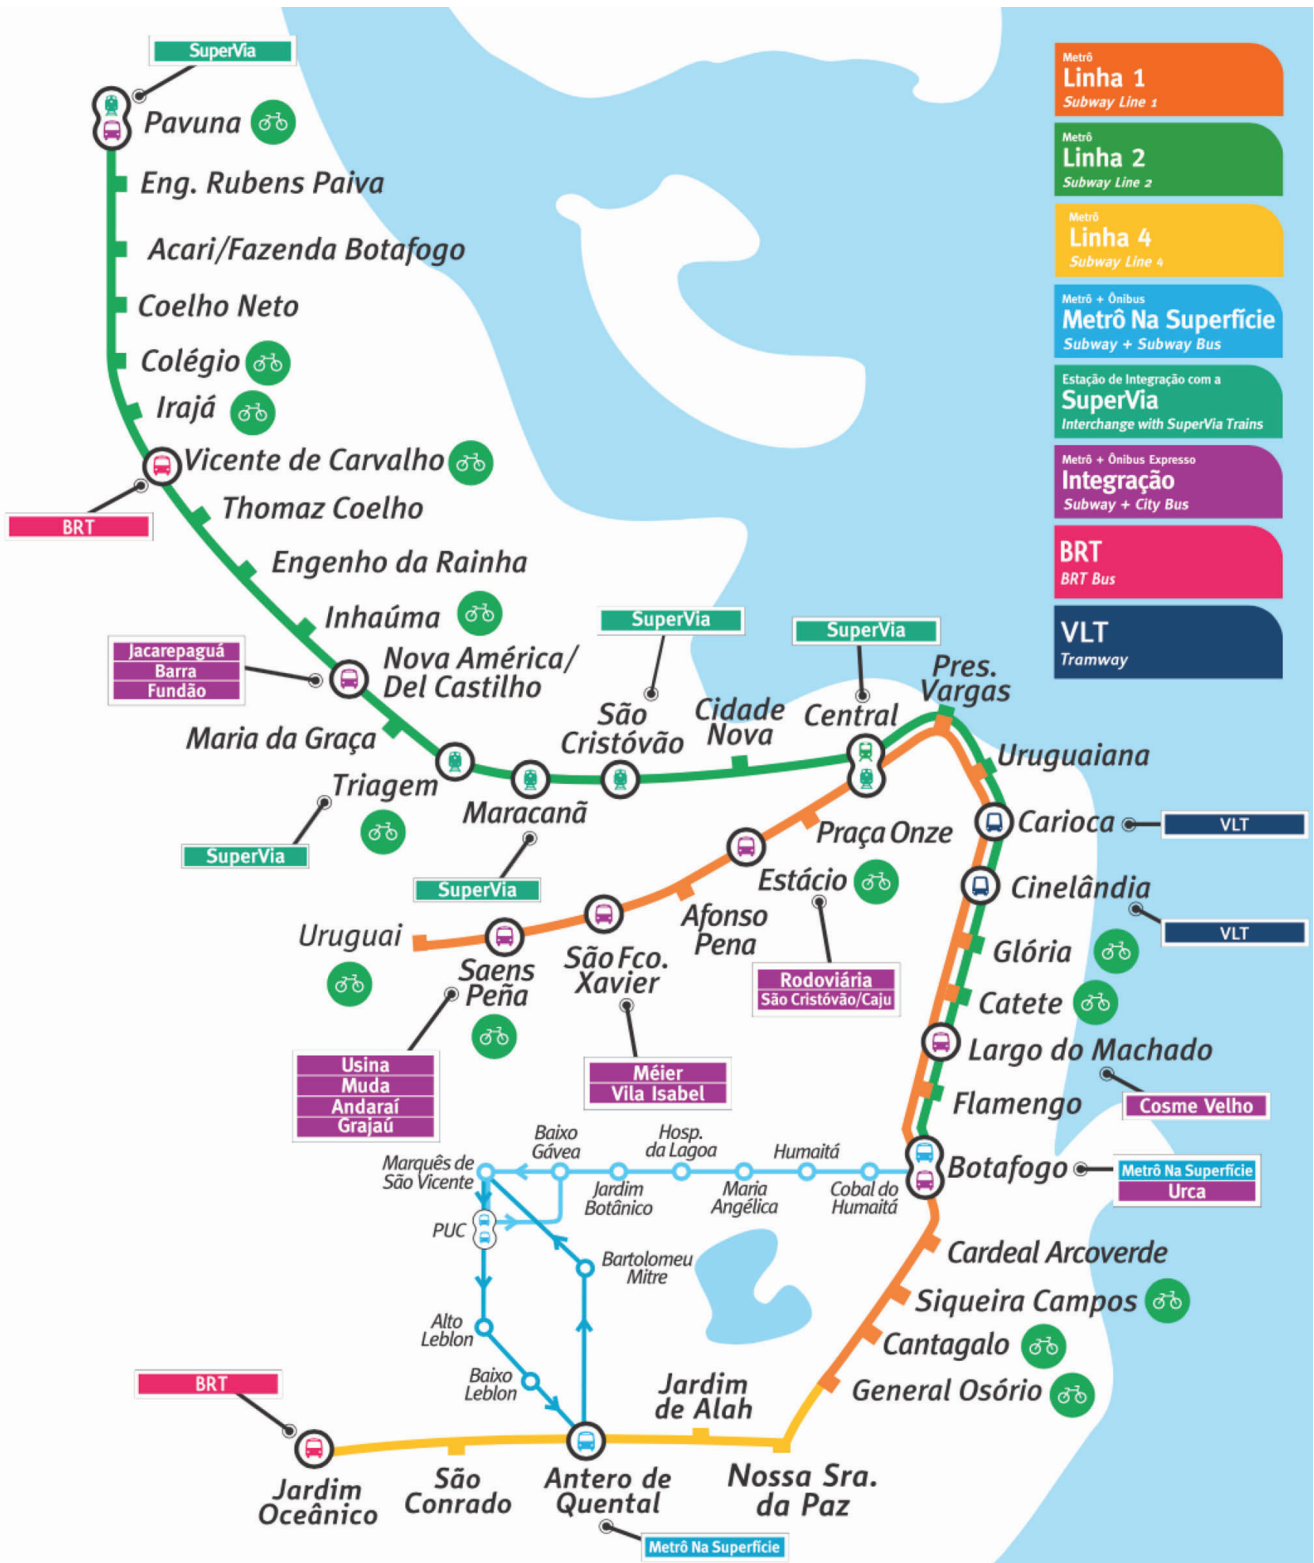 SuperVia
Pavuna
Eng. Rubens Paiva
Acari/Fazenda Botafogo
Coelho Neto
Colégio
Irajá
Vicente de Carvalho
BRT
Thomaz Coelho
Engenho da Rainha
Inhaúma
Jacarepaguá
Barra
Fundão
Nova América/
Del Castilho
Maria da Graça
Triagem
SuperVia
Maracanã
SuperVia
SuperVia
São
Cristóvão
Cidade
Nova
SuperVia
Central
Pres.
Vargas
Uruguaiana
Carioca
VLT
Cinelândia
VLT
Praça Onze
Estácio
Rodoviária
São Cristóvão/Caju
Afonso
Pena
São Fco.
Xavier
Méier
Vila Isabel
Saens
Peña
Usina
Muda
Andaraí
Grajaú
Uruguai
Glória
Catete
Largo do Machado
Cosme Velho
Flamengo
Botafogo
Metrô Na Superfície
Urca
Cobal do
Humaitá
Humaitá
Maria
Angélica
Hosp.
da Lagoa
Jardim
Botânico
Baixo
Gávea
Marquês de
São Vicente
PUC
Bartolomeu
Mitre
Alto
Leblon
Baixo
Leblon
Cardeal Arcoverde
Siqueira Campos
Cantagalo
General Osório
Nossa Sra.
da Paz
Jardim
de Alah
Antero de
Quental
Metrô Na Superfície
São
Conrado
Jardim
Oceânico
BRT
Metrô
Linha 1
Subway Line 1
Metrô
Linha 2
Subway Line 2
Metrô
Linha 4
Subway Line 4
Metrô + Ônibus
Metrô Na Superfície
Subway + Subway Bus
Estação de Integração com a
SuperVia
Interchange with SuperVia Trains
Metrô + Ônibus Expresso
Integração
Subway + City Bus
BRT
BRT Bus
VLT
Tramway